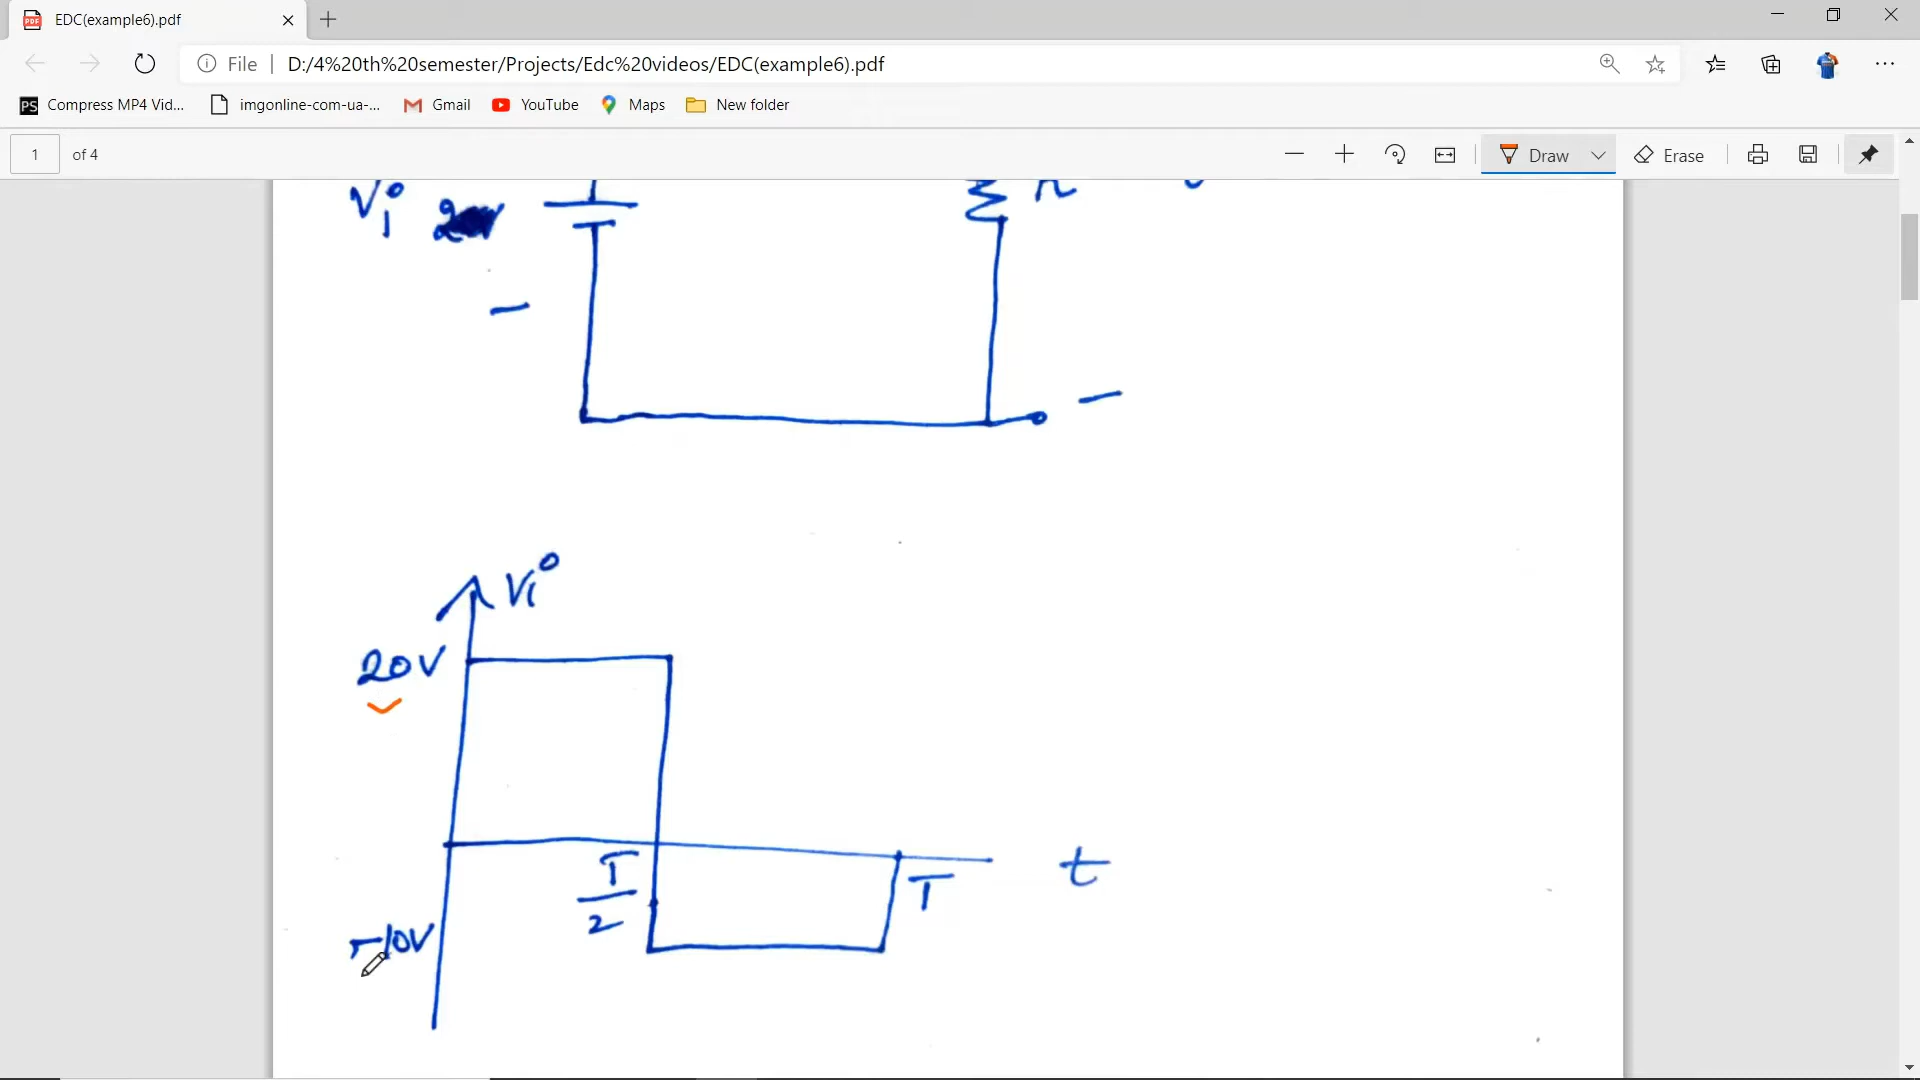 EDC(example6).pdf
File D:/4%20th%20semester/Projects/Edc%20videos/EDC(example6).pdf
Compress MP4 Vid... imgonline-com-ua-... Gmail YouTube Maps New folder
1 of 4 Draw Erase
Vi R
Vi
20V
T/2 T t
-10V